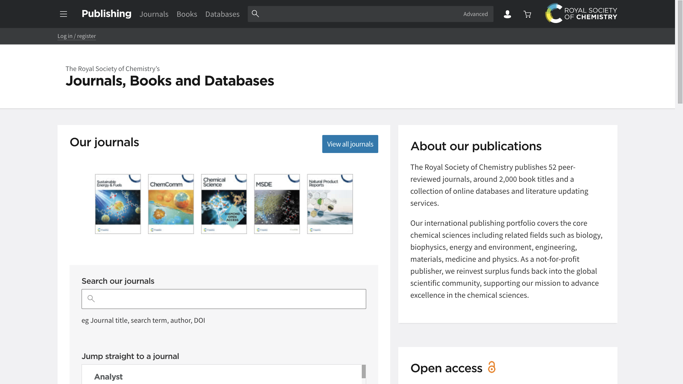 Publishing
Journals
Books
Databases
Advanced
ROYAL SOCIETY
OF CHEMISTRY
Log in / register
The Royal Society of Chemistry's
Journals, Books and Databases
Our journals
View all journals
Sustainable
Energy & Fuels
ChemComm
Chemical
Science
MSDE
Natural Product
Reports
Search our journals
eg Journal title, search term, author, DOI
Jump straight to a journal
Analyst
About our publications
The Royal Society of Chemistry publishes 52 peer-
reviewed journals, around 2,000 book titles and a
collection of online databases and literature updating
services.
Our international publishing portfolio covers the core
chemical sciences including related fields such as biology,
biophysics, energy and environment, engineering,
materials, medicine and physics. As a not-for-profit
publisher, we reinvest surplus funds back into the global
scientific community, supporting our mission to advance
excellence in the chemical sciences.
Open access